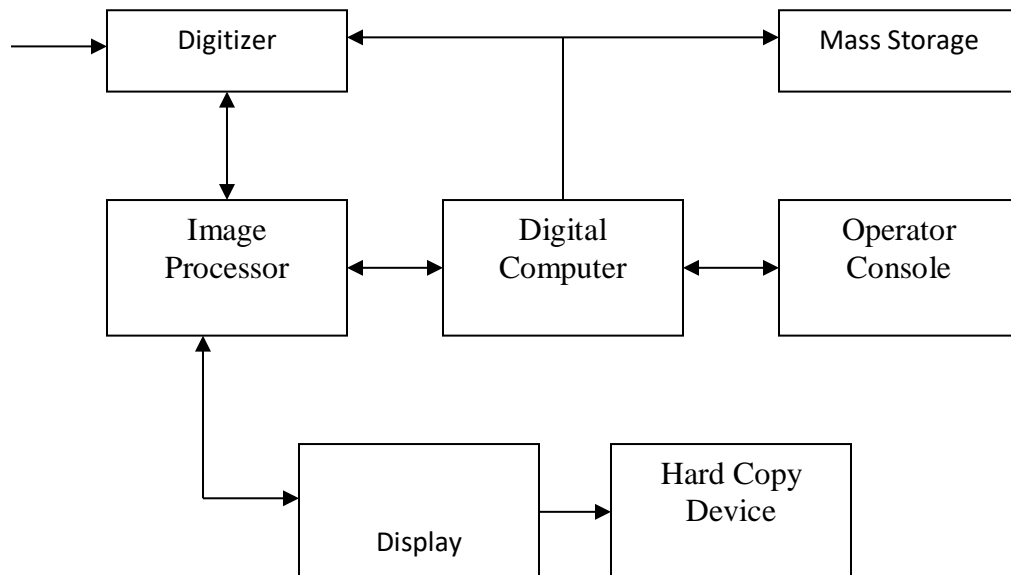 Digitizer
Mass Storage
Image
Processor
Digital
Computer
Operator
Console
Display
Hard Copy
Device